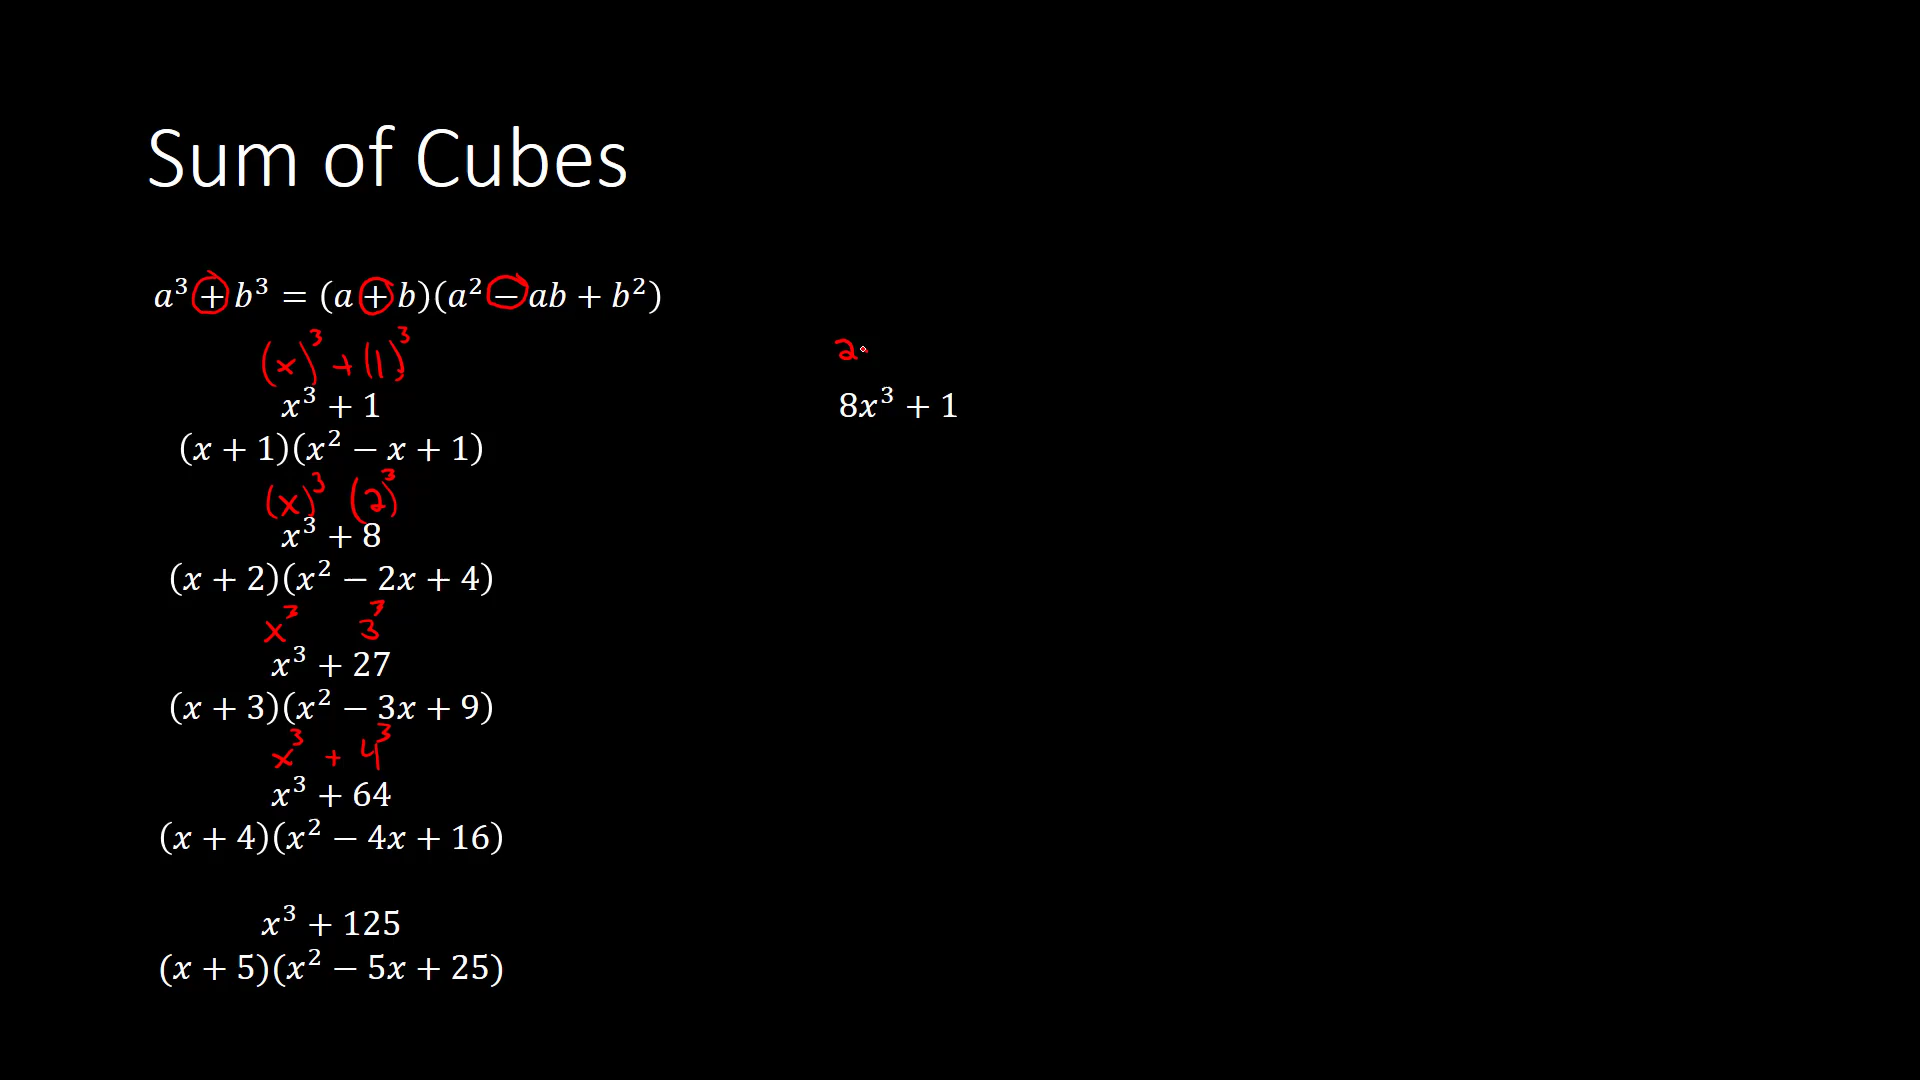 Sum of Cubes
a³ + b³ = (a + b)(a² − ab + b²)
(x)³ + (1)³
x³ + 1
(x + 1)(x² − x + 1)
(x)³ (2)³
x³ + 8
(x + 2)(x² − 2x + 4)
x³ 3³
x³ + 27
(x + 3)(x² − 3x + 9)
x³ + 4³
x³ + 64
(x + 4)(x² − 4x + 16)
x³ + 125
(x + 5)(x² − 5x + 25)
2
8x³ + 1